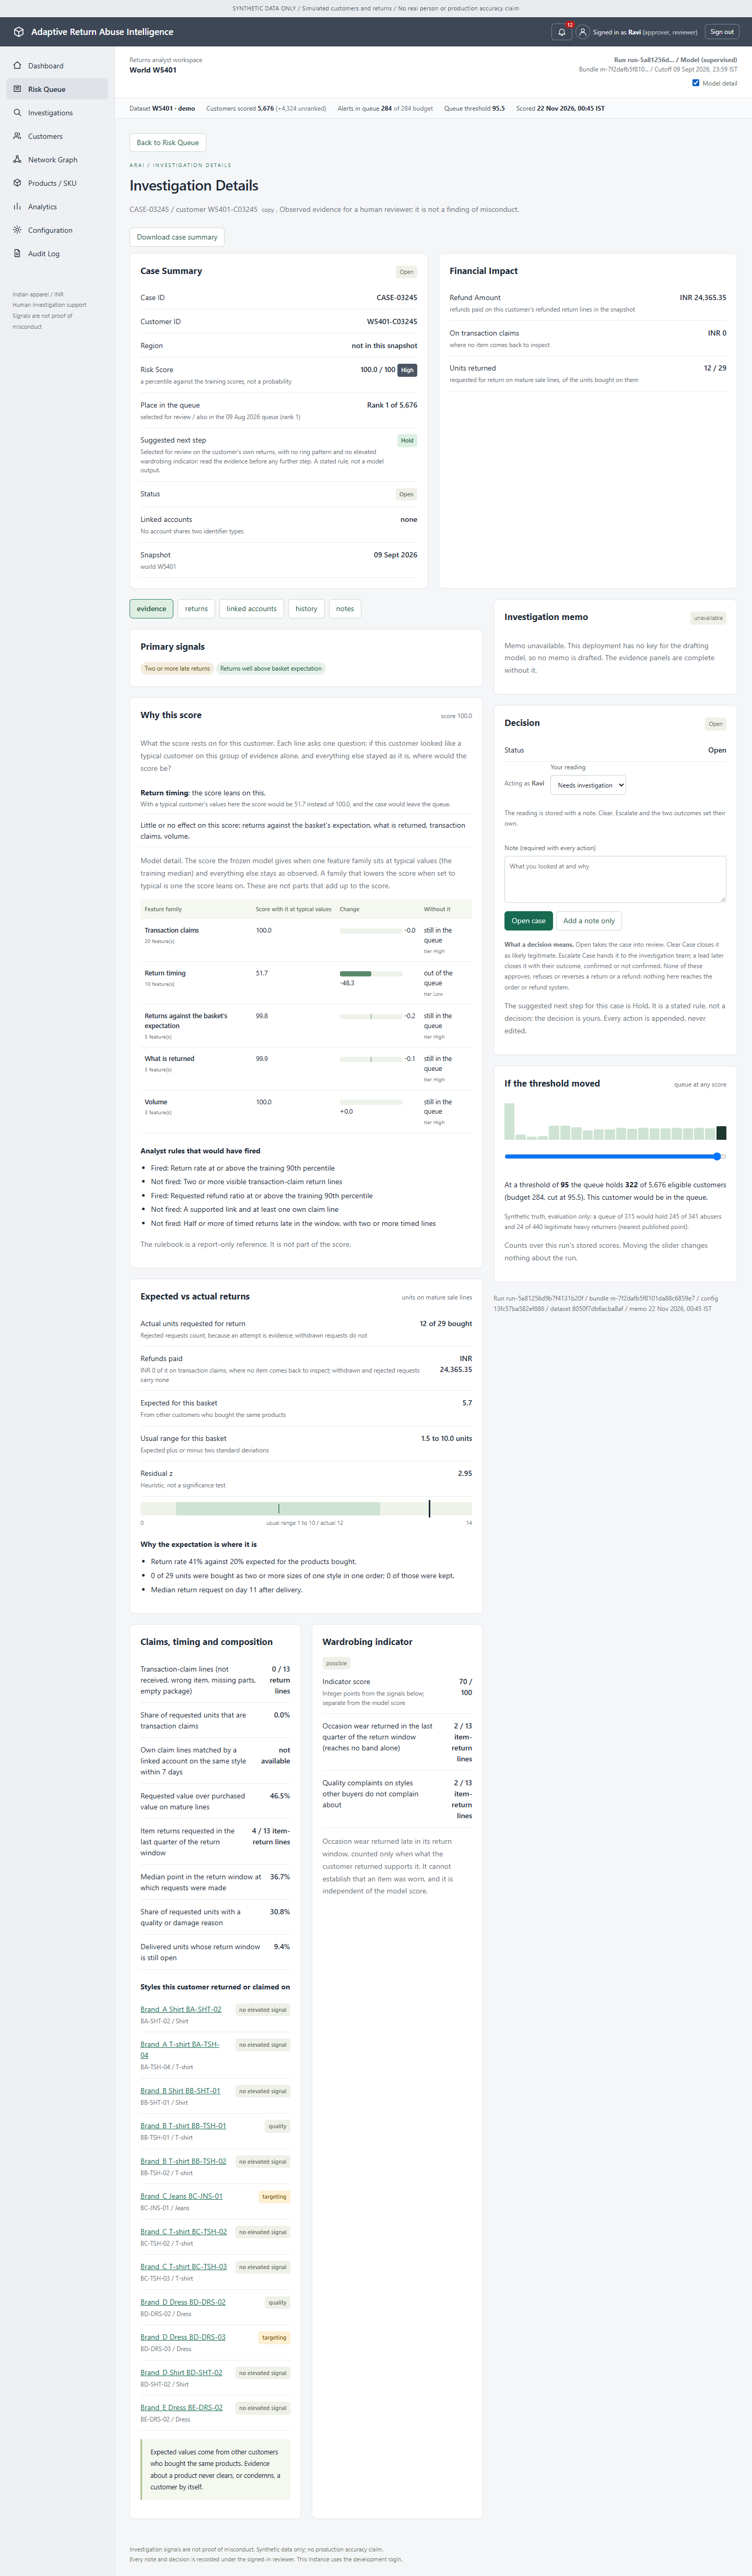 SYNTHETIC DATA ONLY / Simulated customers and returns / No real person or production accuracy claim
Adaptive Return Abuse Intelligence
12
Signed in as Ravi (approver, reviewer)
Sign out
Dashboard
Risk Queue
Investigations
Customers
Network Graph
Products / SKU
Analytics
Configuration
Audit Log
Indian apparel / INR
Human investigation support
Signals are not proof of
misconduct
Returns analyst workspace
World W5401
Run run-5a81256d... / Model (supervised)
Bundle m-7f2dafb5f810... / Cutoff 09 Sept 2026, 23:59 IST
Model detail
Dataset W5401 · demo
Customers scored 5,676 (+4,324 unranked)
Alerts in queue 284 of 284 budget
Queue threshold 95.5
Scored 22 Nov 2026, 00:45 IST
Back to Risk Queue
ARAI / INVESTIGATION DETAILS
Investigation Details
CASE-03245 / customer W5401-C03245 copy . Observed evidence for a human reviewer: it is not a finding of misconduct.
Download case summary
Case Summary
Open
Case ID
CASE-03245
Customer ID
W5401-C03245
Region
not in this snapshot
Risk Score
100.0 / 100 High
a percentile against the training scores, not a probability
Place in the queue
Rank 1 of 5,676
selected for review / also in the 09 Aug 2026 queue (rank 1)
Suggested next step
Hold
Selected for review on the customer's own returns, with no ring pattern and no elevated
wardrobing indicator: read the evidence before any further step. A stated rule, not a model
output.
Status
Open
Linked accounts
none
No account shares two identifier types
Snapshot
09 Sept 2026
world W5401
Financial Impact
Refund Amount
INR 24,365.35
refunds paid on this customer's refunded return lines in the snapshot
On transaction claims
INR 0
where no item comes back to inspect
Units returned
12 / 29
requested for return on mature sale lines, of the units bought on them
evidence
returns
linked accounts
history
notes
Primary signals
Two or more late returns
Returns well above basket expectation
Why this score
score 100.0
What the score rests on for this customer. Each line asks one question: if this customer looked like a
typical customer on this group of evidence alone, and everything else stayed as it is, where would the
score be?
Return timing: the score leans on this.
With a typical customer's values here the score would be 51.7 instead of 100.0, and the case would leave the queue.
Little or no effect on this score: returns against the basket's expectation, what is returned, transaction
claims, volume.
Model detail. The score the frozen model gives when one feature family sits at typical values (the
training median) and everything else stays as observed. A family that lowers the score when set to
typical is one the score leans on. These are not parts that add up to the score.
Feature family
Score with it at typical values
Change
Without it
Transaction claims
20 feature(s)
100.0
-0.0
still in the
queue
tier High
Return timing
10 feature(s)
51.7
-48.3
out of the
queue
tier Low
Returns against the basket's
expectation
5 feature(s)
99.8
-0.2
still in the
queue
tier High
What is returned
5 feature(s)
99.9
-0.1
still in the
queue
tier High
Volume
3 feature(s)
100.0
+0.0
still in the
queue
tier High
Analyst rules that would have fired
Fired: Return rate at or above the training 90th percentile
Not fired: Two or more visible transaction-claim return lines
Fired: Requested refund ratio at or above the training 90th percentile
Not fired: A supported link and at least one own claim line
Not fired: Half or more of timed returns late in the window, with two or more timed lines
The rulebook is a report-only reference. It is not part of the score.
Expected vs actual returns
units on mature sale lines
Actual units requested for return
12 of 29 bought
Rejected requests count, because an attempt is evidence; withdrawn requests do not
Refunds paid
INR
24,365.35
INR 0 of it on transaction claims, where no item comes back to inspect; withdrawn and rejected requests
carry none
Expected for this basket
5.7
From other customers who bought the same products
Usual range for this basket
1.5 to 10.0 units
Expected plus or minus two standard deviations
Residual z
2.95
Heuristic, not a significance test
0
usual range 1 to 10 / actual 12
14
Why the expectation is where it is
Return rate 41% against 20% expected for the products bought.
0 of 29 units were bought as two or more sizes of one style in one order; 0 of those were kept.
Median return request on day 11 after delivery.
Claims, timing and composition
Transaction-claim lines (not
received, wrong item, missing parts,
empty package)
0 / 13
return
lines
Share of requested units that are
transaction claims
0.0%
Own claim lines matched by a
linked account on the same style
within 7 days
not
available
Requested value over purchased
value on mature lines
46.5%
Item returns requested in the
last quarter of the return
window
4 / 13 item-
return lines
Median point in the return window at
which requests were made
36.7%
Share of requested units with a
quality or damage reason
30.8%
Delivered units whose return window
is still open
9.4%
Styles this customer returned or claimed on
Brand_A Shirt BA-SHT-02
no elevated signal
BA-SHT-02 / Shirt
Brand_A T-shirt BA-TSH-
04
no elevated signal
BA-TSH-04 / T-shirt
Brand_B Shirt BB-SHT-01
no elevated signal
BB-SHT-01 / Shirt
Brand_B T-shirt BB-TSH-01
quality
BB-TSH-01 / T-shirt
Brand_B T-shirt BB-TSH-02
no elevated signal
BB-TSH-02 / T-shirt
Brand_C Jeans BC-JNS-01
targeting
BC-JNS-01 / Jeans
Brand_C T-shirt BC-TSH-02
no elevated signal
BC-TSH-02 / T-shirt
Brand_C T-shirt BC-TSH-03
no elevated signal
BC-TSH-03 / T-shirt
Brand_D Dress BD-DRS-02
quality
BD-DRS-02 / Dress
Brand_D Dress BD-DRS-03
targeting
BD-DRS-03 / Dress
Brand_D Shirt BD-SHT-02
no elevated signal
BD-SHT-02 / Shirt
Brand_E Dress BE-DRS-02
no elevated signal
BE-DRS-02 / Dress
Expected values come from other customers
who bought the same products. Evidence
about a product never clears, or condemns, a
customer by itself.
Wardrobing indicator
possible
Indicator score
70 /
100
Integer points from the signals below;
separate from the model score
Occasion wear returned in the last
quarter of the return window
(reaches no band alone)
2 / 13
item-
return
lines
Quality complaints on styles
other buyers do not complain
about
2 / 13
item-
return
lines
Occasion wear returned late in its return
window, counted only when what the
customer returned supports it. It cannot
establish that an item was worn, and it is
independent of the model score.
Investigation memo
unavailable
Memo unavailable. This deployment has no key for the drafting
model, so no memo is drafted. The evidence panels are complete
without it.
Decision
Open
Status
Open
Acting as Ravi
Your reading
Needs investigation
The reading is stored with a note. Clear, Escalate and the two outcomes set their
own.
Note (required with every action)
What you looked at and why
Open case
Add a note only
What a decision means. Open takes the case into review. Clear Case closes it
as likely legitimate. Escalate Case hands it to the investigation team; a lead later
closes it with their outcome, confirmed or not confirmed. None of these
approves, refuses or reverses a return or a refund: nothing here reaches the
order or refund system.
The suggested next step for this case is Hold. It is a stated rule, not a
decision; the decision is yours. Every action is appended, never
edited.
If the threshold moved
queue at any score
At a threshold of 95 the queue holds 322 of 5,676 eligible customers
(budget 284, cut at 95.5). This customer would be in the queue.
Synthetic truth, evaluation only: a queue of 315 would hold 245 of 341 abusers
and 24 of 440 legitimate heavy returners (nearest published point).
Counts over this run's stored scores. Moving the slider changes
nothing about the run.
Run run-5a81256d9b7f4131b20f / bundle m-7f2dafb5f8101da88c6859e7 / config
13fc57ba582ef886 / dataset 8050f7db6acba8af / memo 22 Nov 2026, 00:45 IST
Investigation signals are not proof of misconduct. Synthetic data only; no production accuracy claim.
Every note and decision is recorded under the signed-in reviewer. This instance uses the development login.